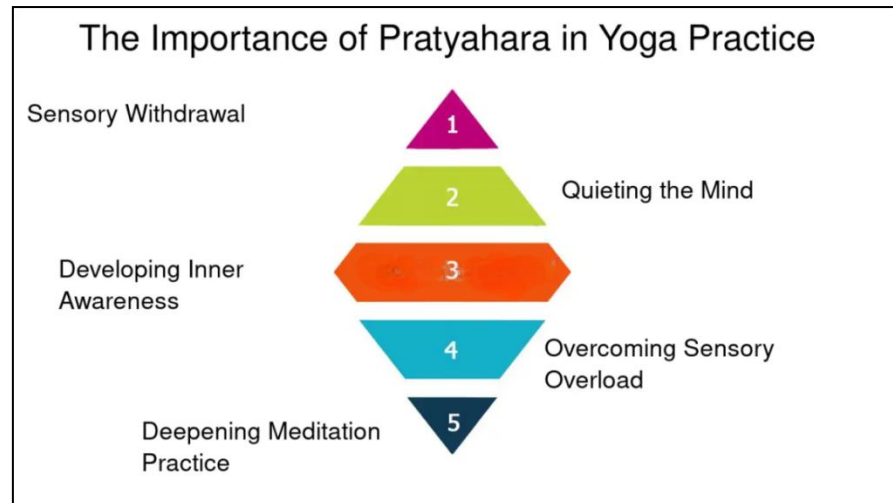 The Importance of Pratyahara in Yoga Practice
Sensory Withdrawal
1
2
Quieting the Mind
Developing Inner
Awareness
3
4
Overcoming Sensory
Overload
Deepening Meditation
Practice
5